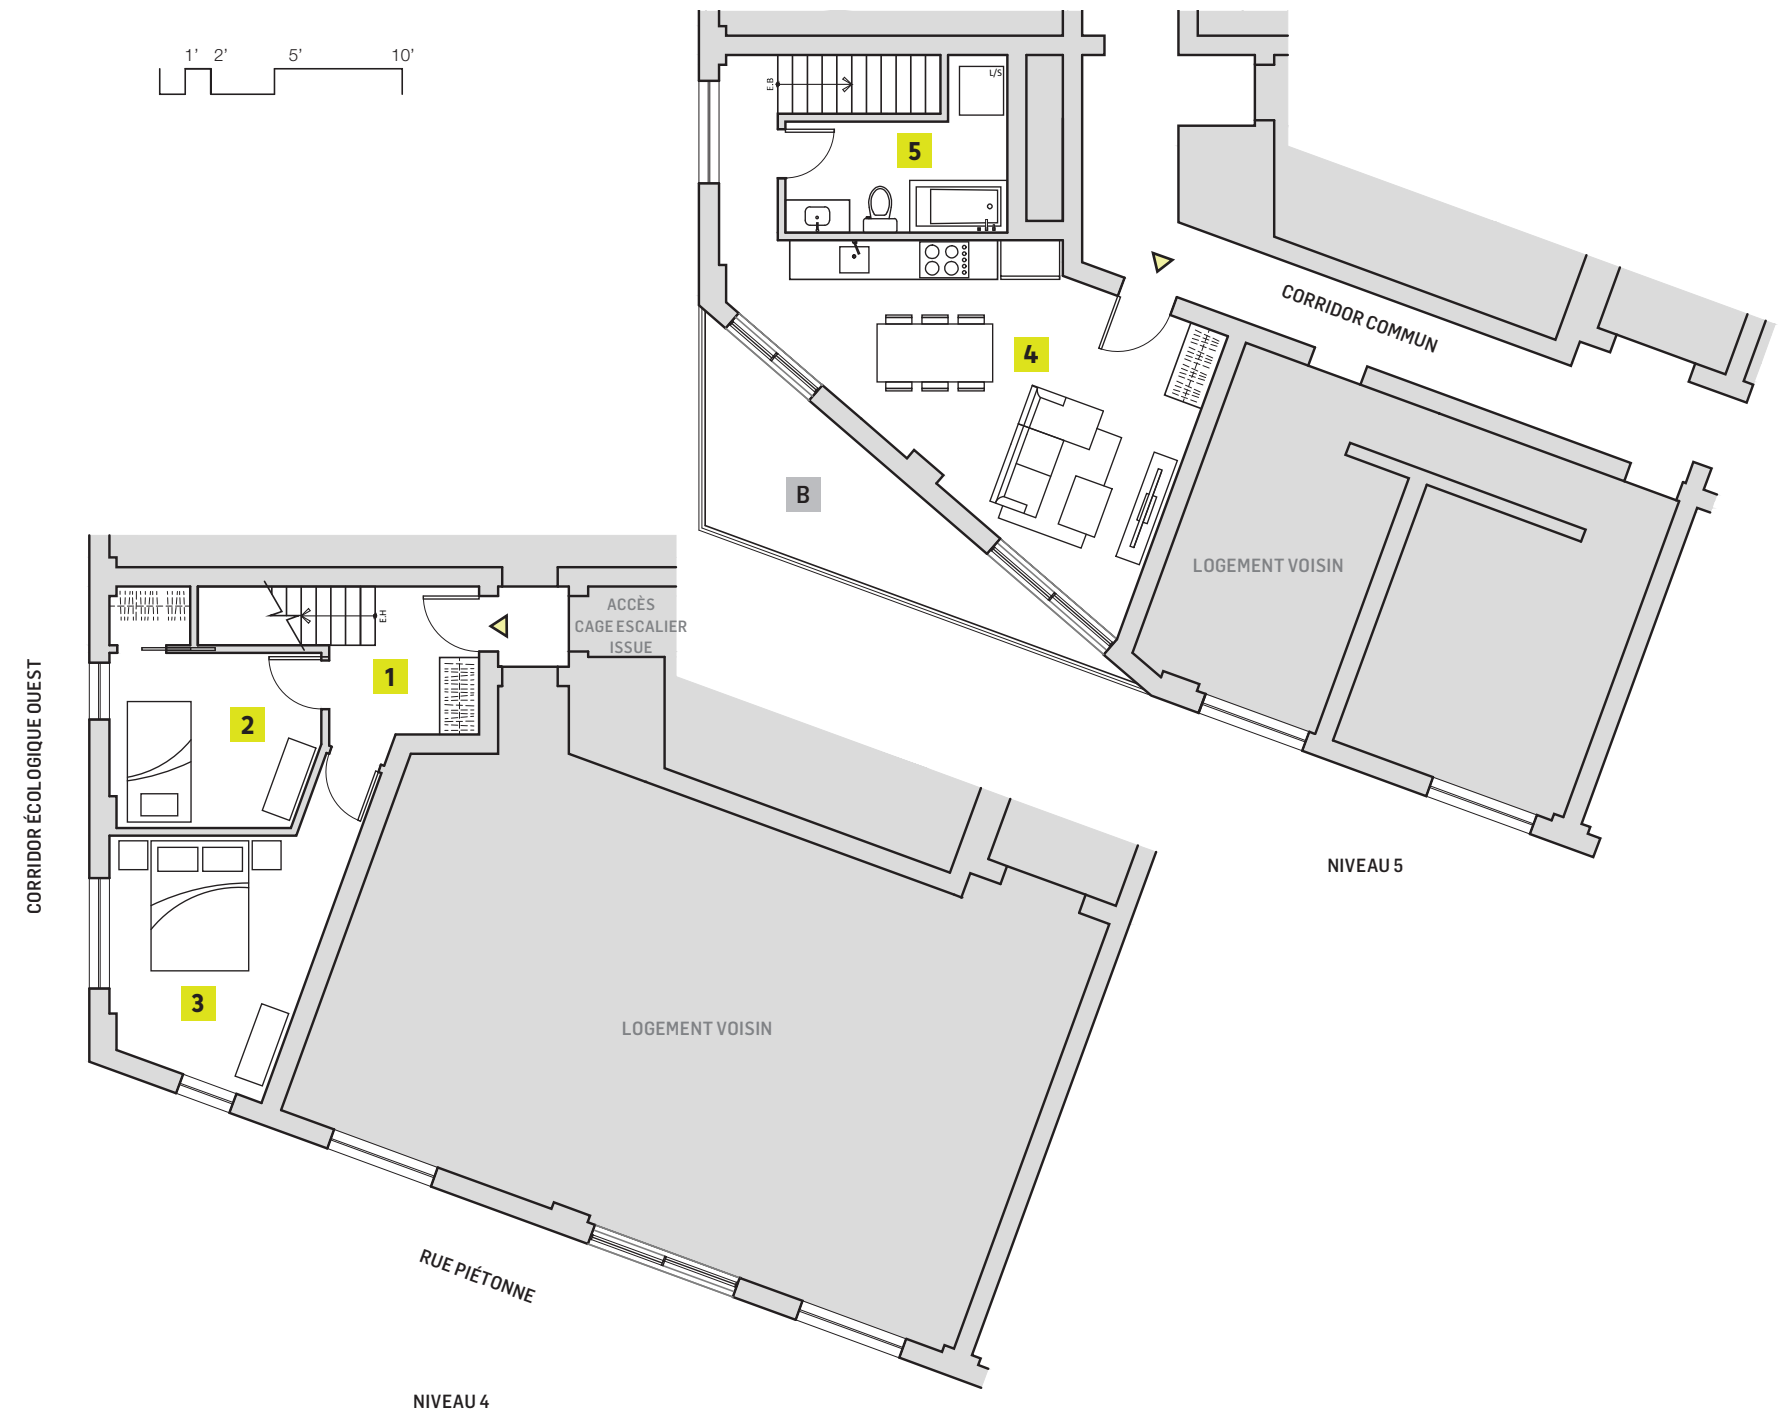 1’ 2’ 5’ 10’
E.B
L/S
5
CORRIDOR COMMUN
4
B
LOGEMENT VOISIN
NIVEAU 5
ACCÈS
CAGE ESCALIER
ISSUE
E.H
1
2
3
CORRIDOR ÉCOLOGIQUE OUEST
LOGEMENT VOISIN
RUE PIÉTONNE
NIVEAU 4